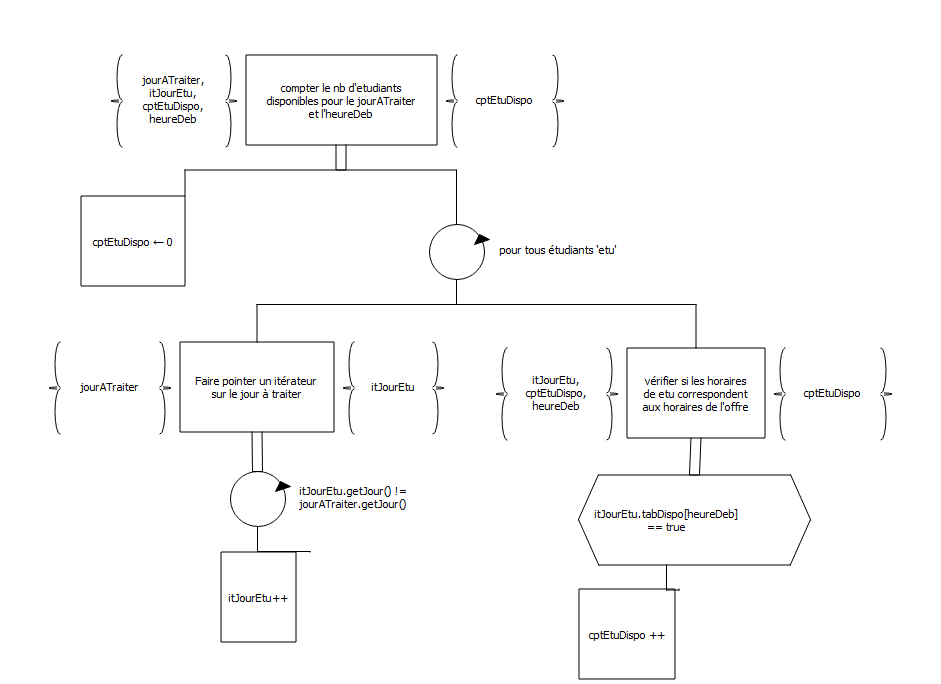 jourATraiter,
itJourEtu,
cptEtuDispo,
heureDeb
compter le nb d'etudiants
disponibles pour le jourATraiter
et l'heureDeb
cptEtuDispo
cptEtuDispo ← 0
pour tous étudiants 'etu'
jourATraiter
Faire pointer un itérateur
sur le jour à traiter
itJourEtu
itJourEtu,
cptEtuDispo,
heureDeb
vérifier si les horaires
de etu correspondent
aux horaires de l'offre
cptEtuDispo
itJourEtu.getJour() !=
jourATraiter.getJour()
itJourEtu.tabDispo[heureDeb]
== true
itJourEtu++
cptEtuDispo ++